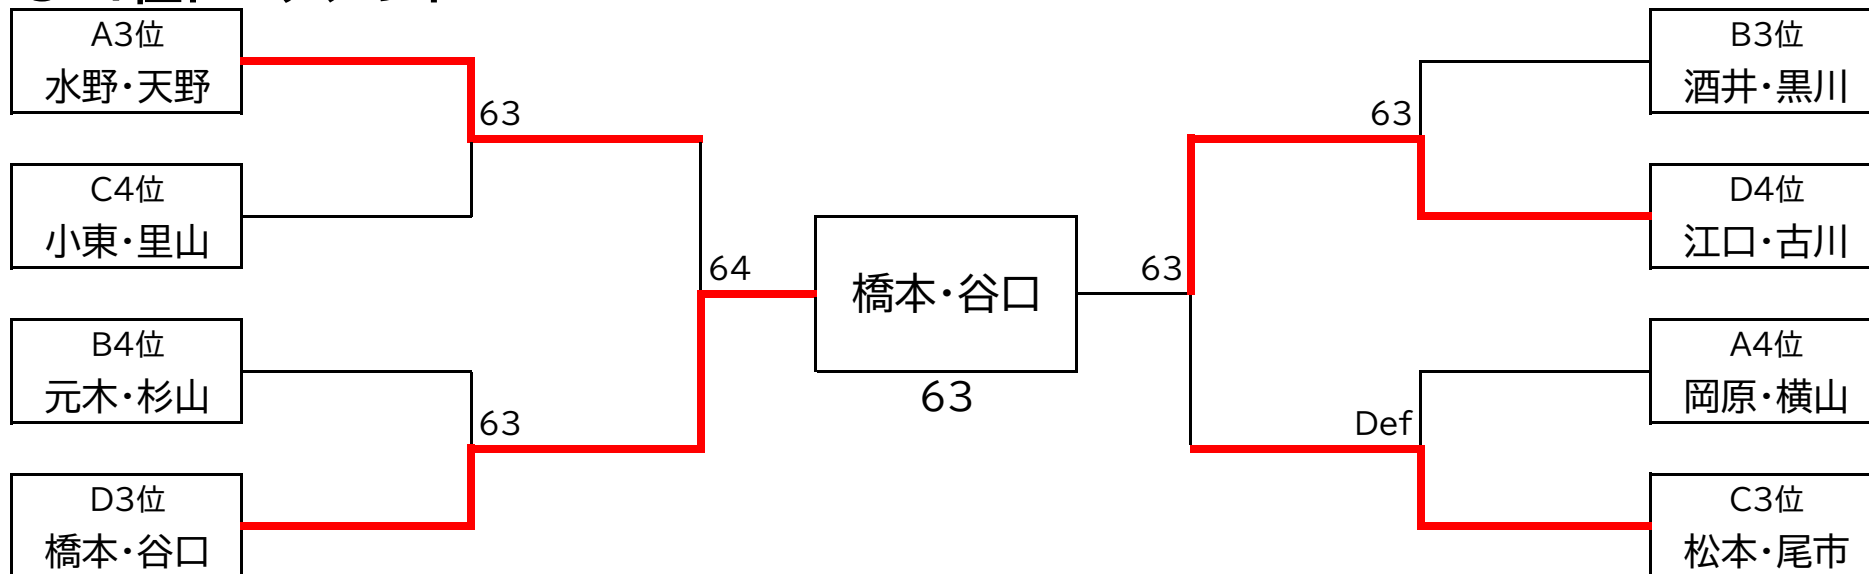 A3位
水野・天野
63
C4位
小東・里山
64
B4位
元木・杉山
63
D3位
橋本・谷口
橋本・谷口
63
B3位
酒井・黒川
63
D4位
江口・古川
63
A4位
岡原・横山
Def
C3位
松本・尾市